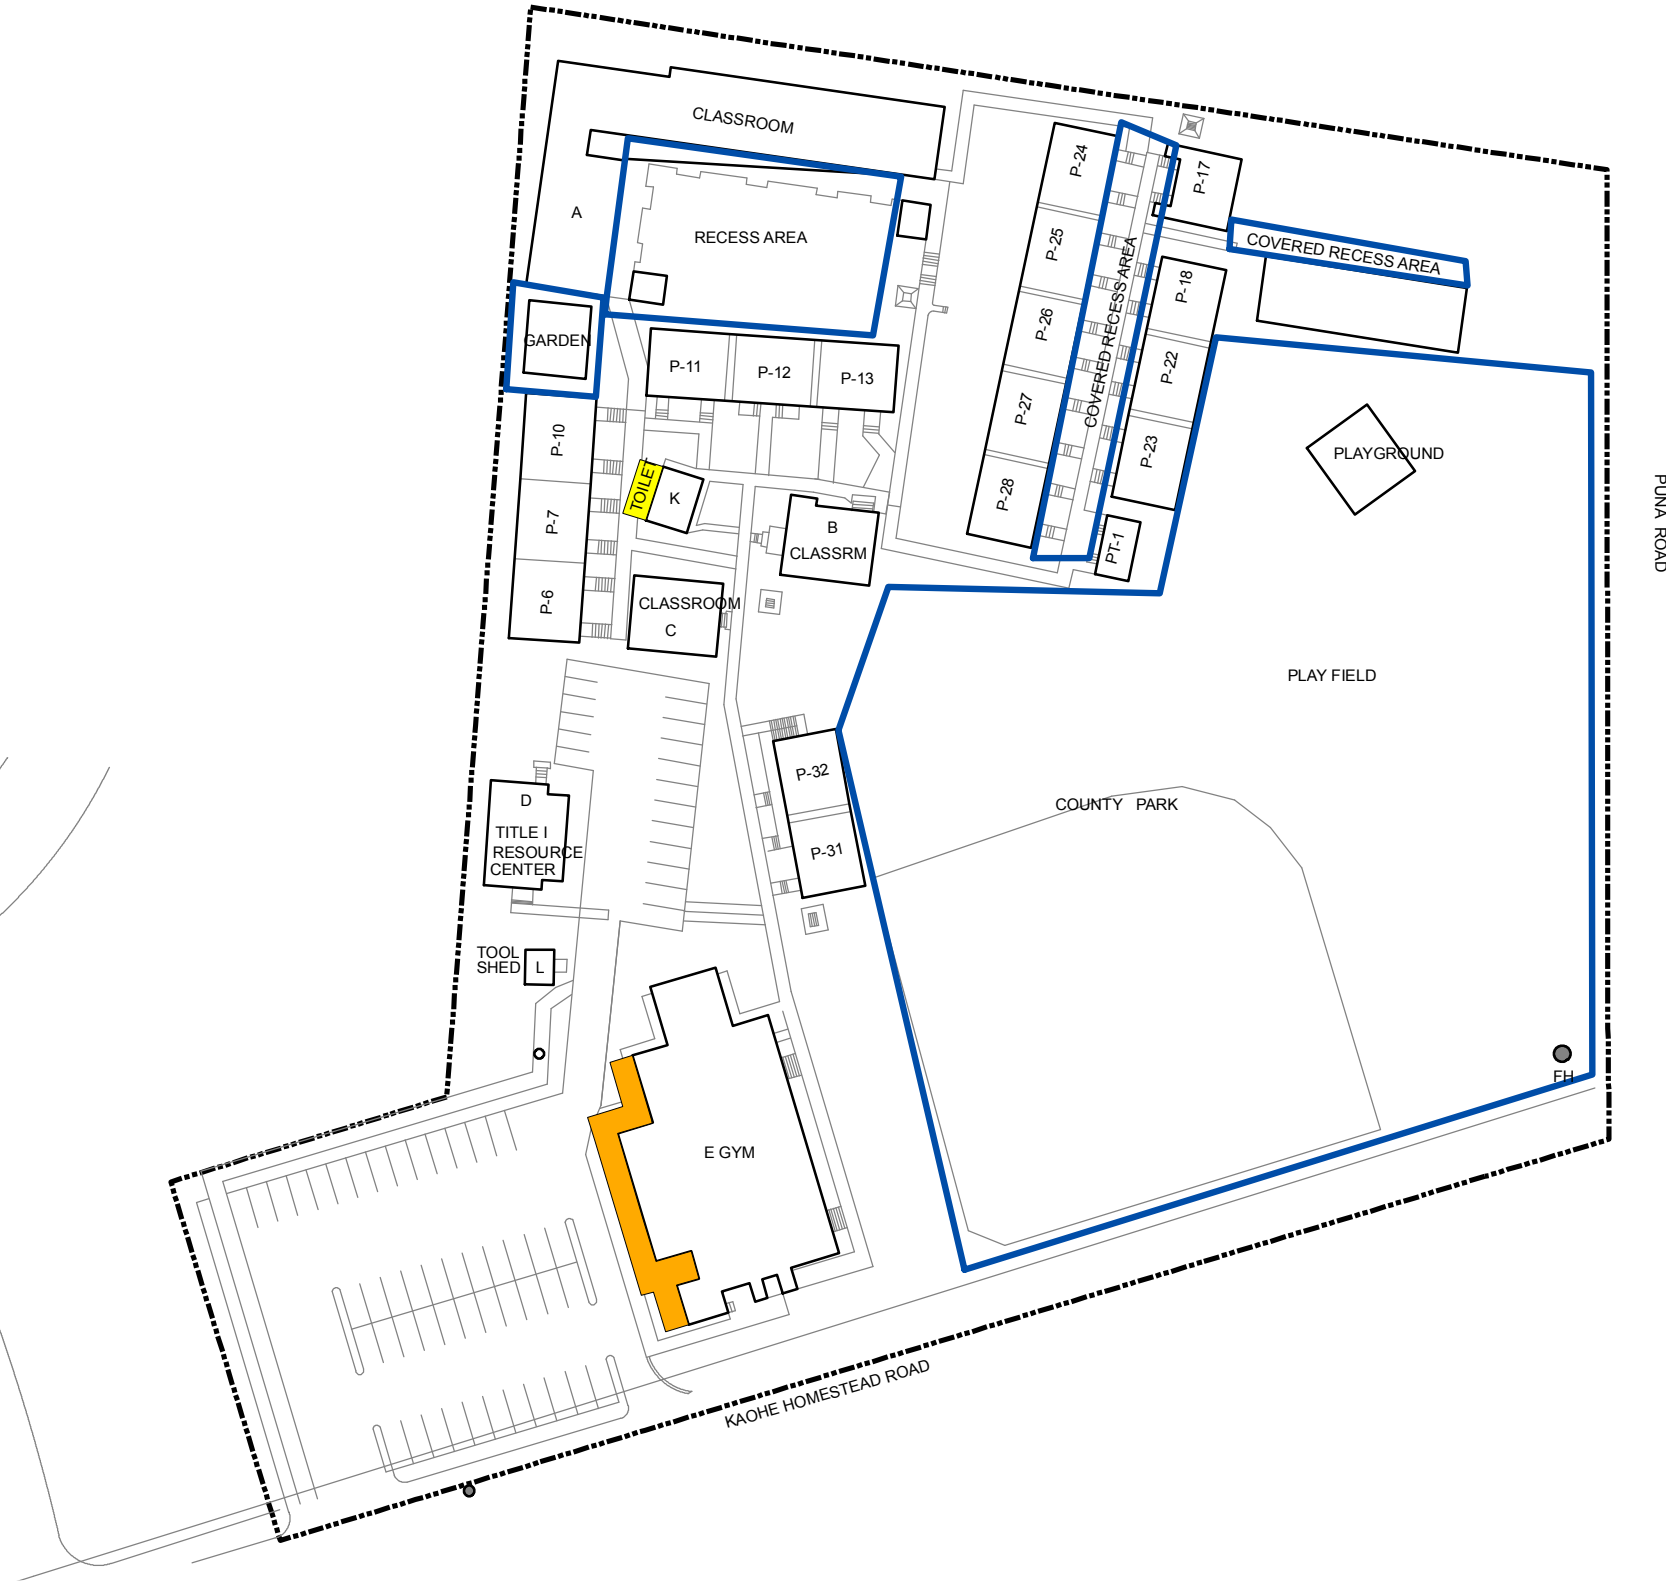 CLASSROOM
A
RECESS AREA
GARDEN
P-24
P-17
P-25
COVERED RECESS AREA
COVERED RECESS AREA
P-18
P-26
P-11
P-12
P-13
P-22
P-27
P-23
P-28
PT-1
PLAYGROUND
PUNA ROAD
P-10
P-7
P-6
TOILET
K
B
CLASSRM
CLASSROOM
C
PLAY FIELD
P-32
P-31
COUNTY PARK
D
TITLE I
RESOURCE
CENTER
TOOL
SHED
L
E GYM
FH
KAOHE HOMESTEAD ROAD